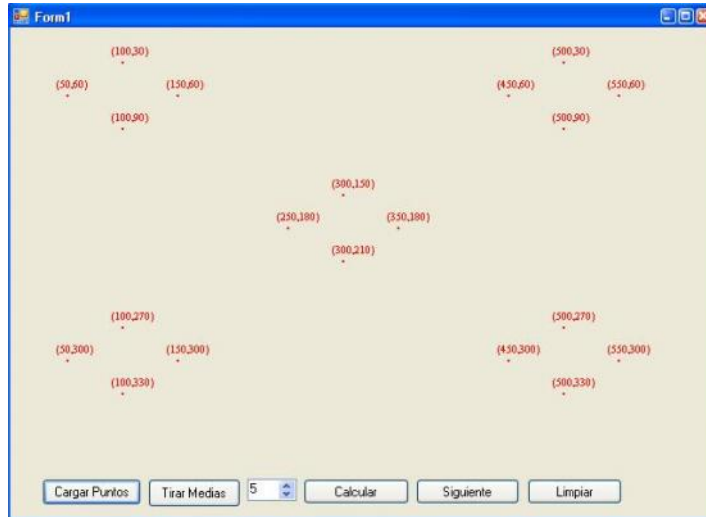 Form1
(100,30) (500,30)
(50,60) (150,60) (450,60) (550,60)
(100,90) (500,90)
(300,150)
(250,180) (350,180)
(300,210)
(100,270) (500,270)
(50,300) (150,300) (450,300) (550,300)
(100,330) (500,330)
Cargar Puntos Tirar Medias 5 Calcular Siguiente Limpiar